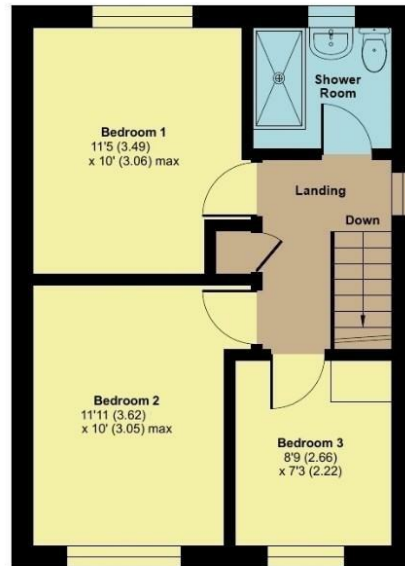 Shower
Room
Bedroom 1
11'5 (3.49)
x 10' (3.06) max
Landing
Down
Bedroom 2
11'11 (3.62)
x 10' (3.05) max
Bedroom 3
8'9 (2.66)
x 7'3 (2.22)